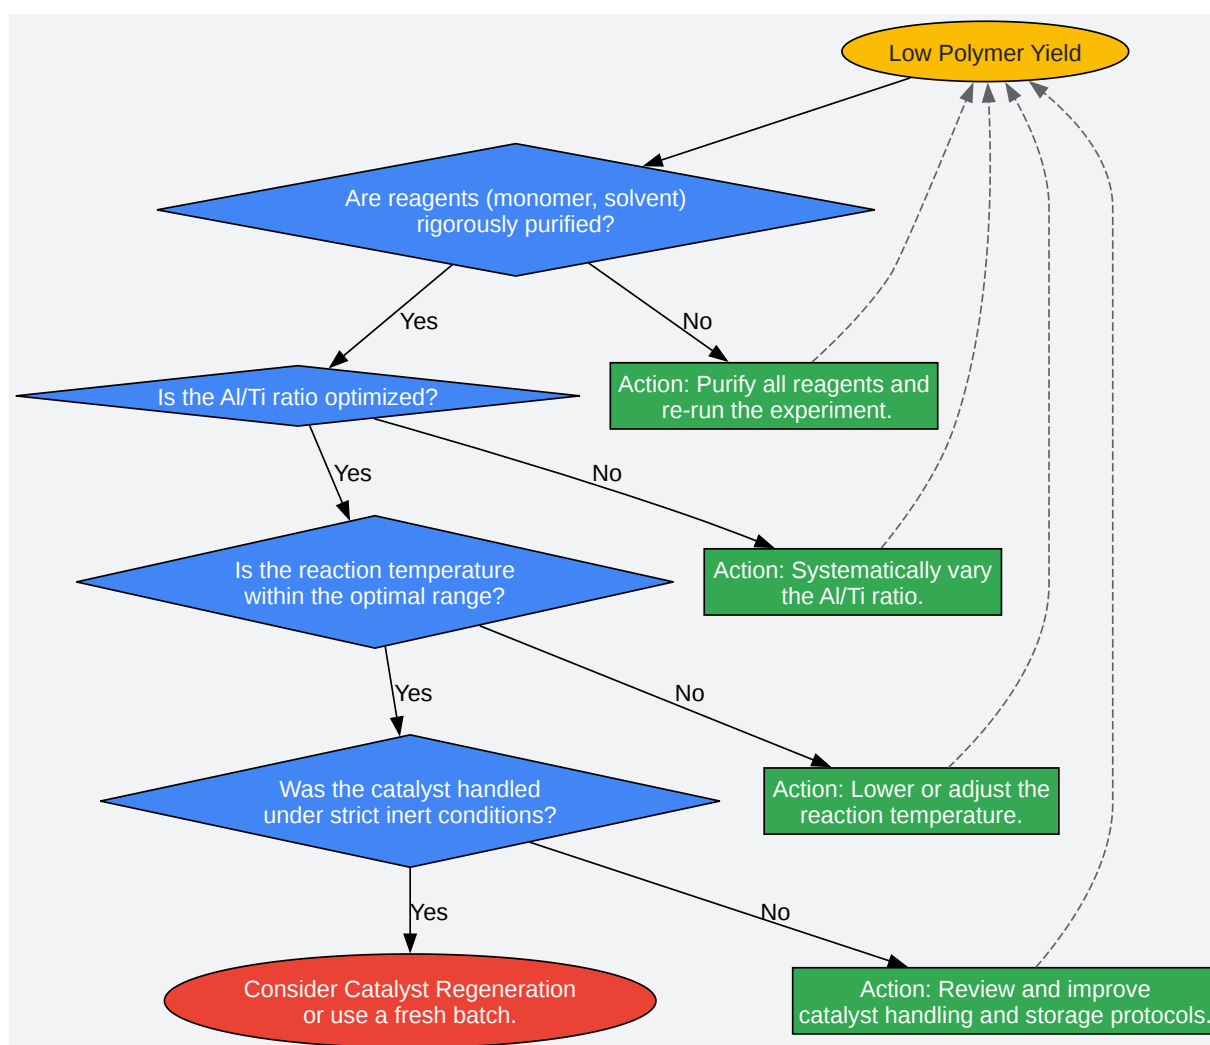 Low Polymer Yield
Are reagents (monomer, solvent)
rigorously purified?
Yes
No
Is the Al/Ti ratio optimized?
Action: Purify all reagents and
re-run the experiment.
Yes
No
Is the reaction temperature
within the optimal range?
Action: Systematically vary
the Al/Ti ratio.
Yes
No
Was the catalyst handled
under strict inert conditions?
Action: Lower or adjust the
reaction temperature.
Yes
No
Consider Catalyst Regeneration
or use a fresh batch.
Action: Review and improve
catalyst handling and storage protocols.